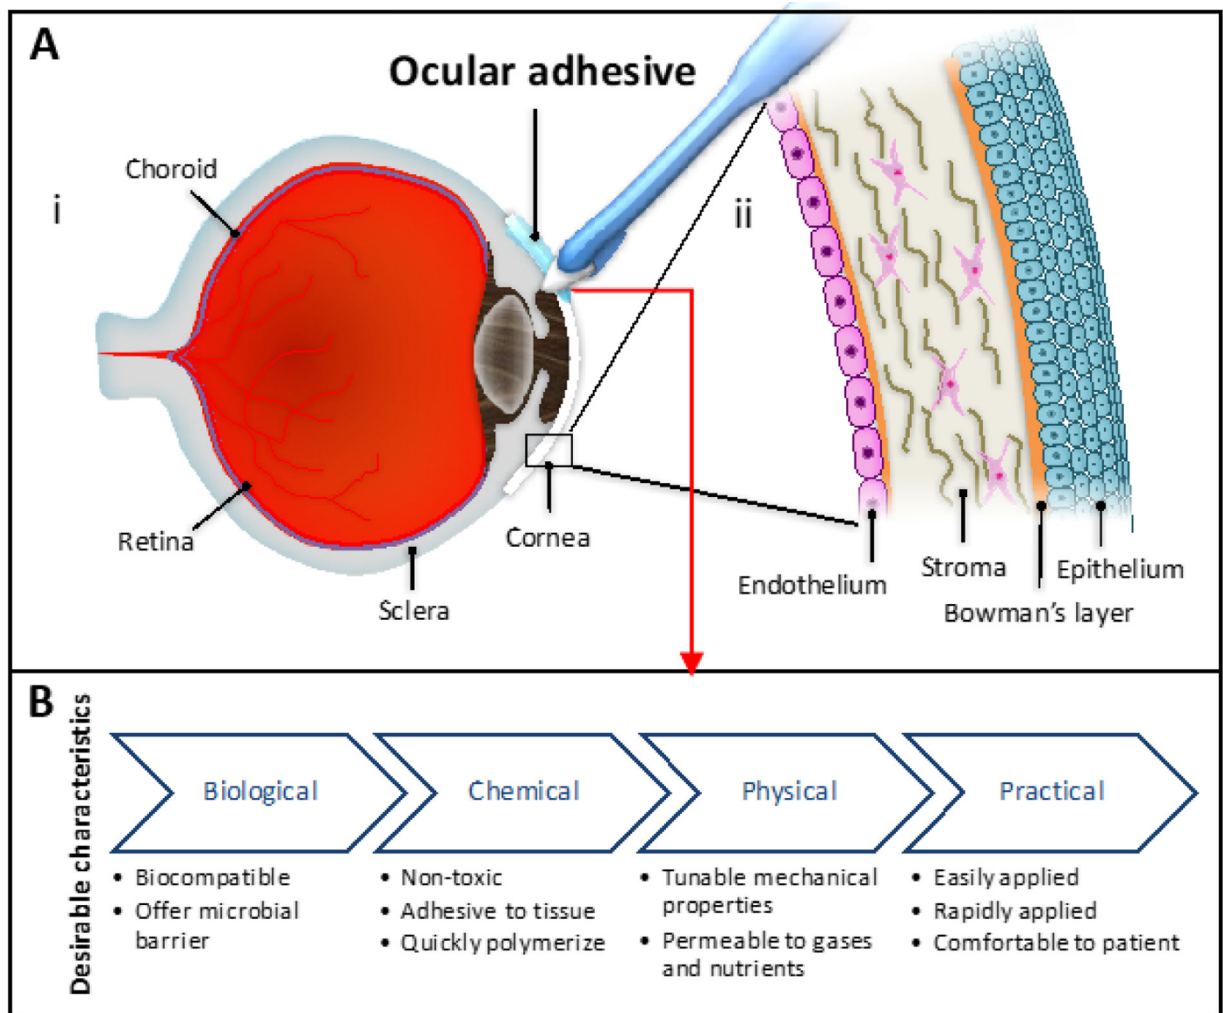 A
Ocular adhesive
Choroid
i
ii
Retina
Cornea
Sclera
Endothelium
Stroma
Epithelium
Bowman’s layer
B
Desirable characteristics
Biological
Chemical
Physical
Practical
• Biocompatible
• Offer microbial
barrier
• Non-toxic
• Adhesive to tissue
• Quickly polymerize
• Tunable mechanical
properties
• Permeable to gases
and nutrients
• Easily applied
• Rapidly applied
• Comfortable to patient